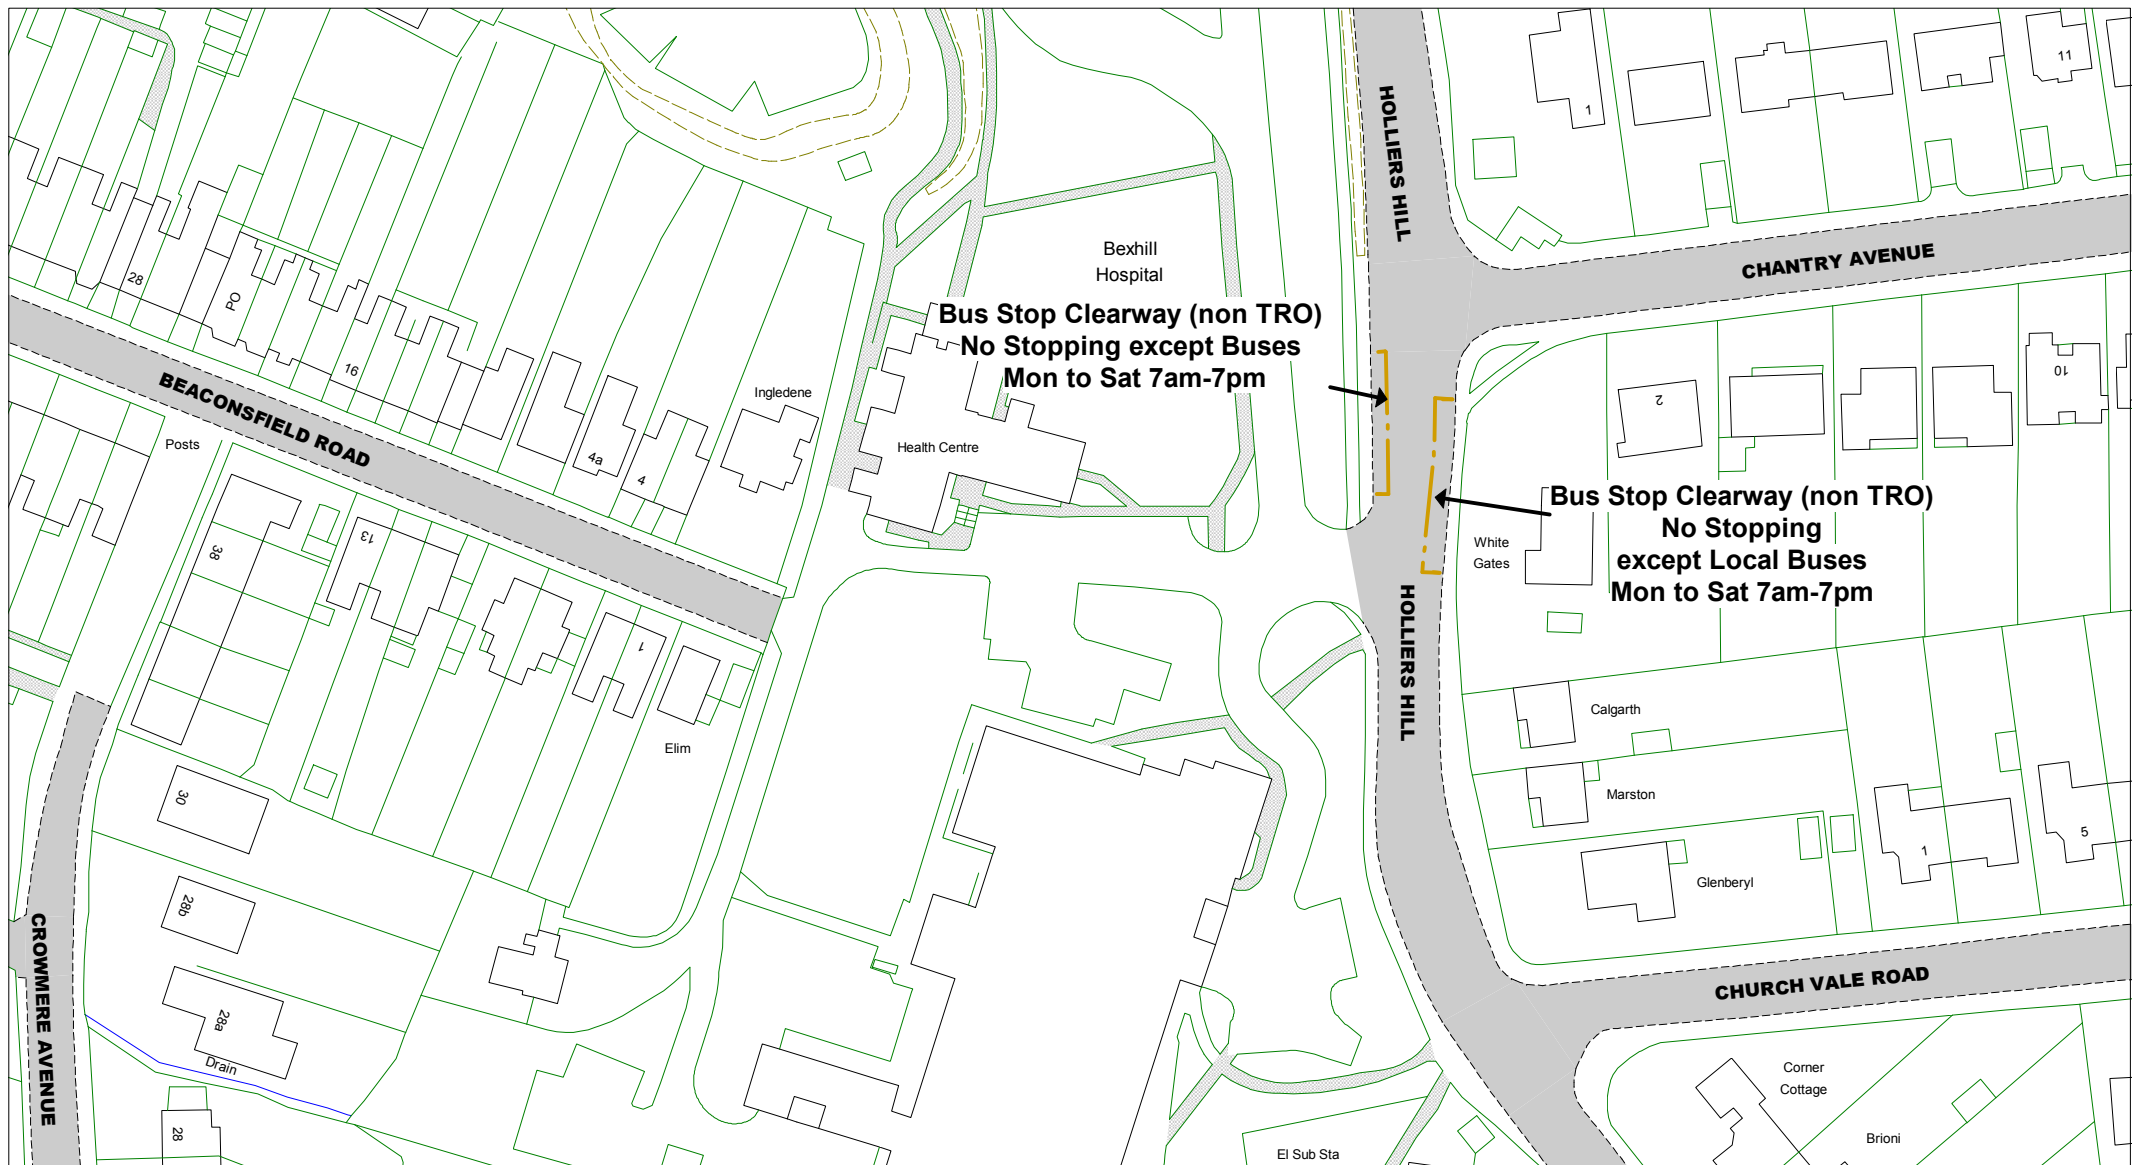 HOLLIERS HILL
1
11
CHANTRY AVENUE
Bexhill
Hospital
Bus Stop Clearway (non TRO)
No Stopping except Buses
Mon to Sat 7am-7pm
28
PO
16
BEACONSFIELD ROAD
Posts
Ingledene
4a
4
Health Centre
2
10
Bus Stop Clearway (non TRO)
No Stopping
except Local Buses
Mon to Sat 7am-7pm
White
Gates
38
13
1
Elim
HOLLIERS HILL
Calgarth
Marston
Glenberyl
1
5
30
28b
28a
Drain
28
CROWMERE AVENUE
CHURCH VALE ROAD
Corner
Cottage
Brioni
El Sub Sta